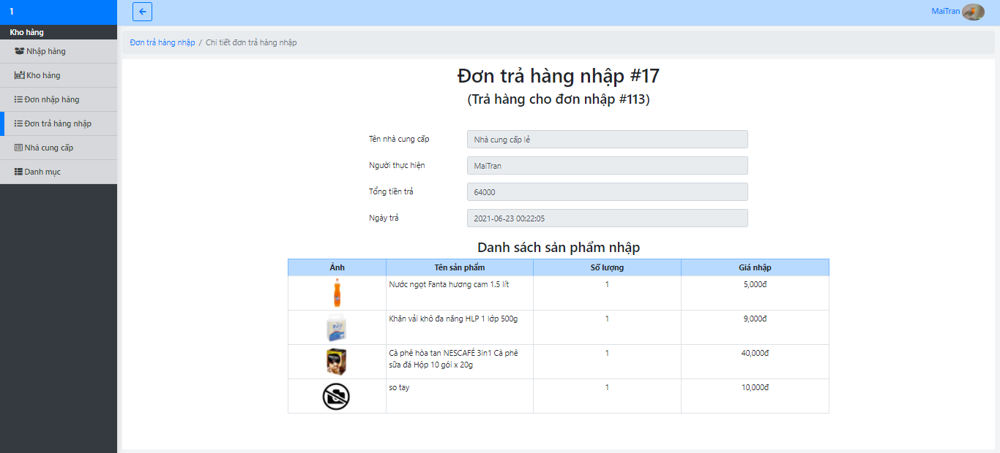 1
MaiTran
Kho hàng
Nhập hàng
Kho hàng
Đơn nhập hàng
Đơn trả hàng nhập
Nhà cung cấp
Danh mục
Đơn trả hàng nhập / Chi tiết đơn trả hàng nhập
Đơn trả hàng nhập #17
(Trả hàng cho đơn nhập #113)
Tên nhà cung cấp Nhà cung cấp lẻ
Người thực hiện MaiTran
Tổng tiền trả 64000
Ngày trả 2021-06-23 00:22:05
Danh sách sản phẩm nhập
Ảnh Tên sản phẩm Số lượng Giá nhập
Nước ngọt Fanta hương cam 1.5 lít 1 5,000đ
Khăn vải khô đa năng HLP 1 lớp 500g 1 9,000đ
Cà phê hòa tan NESCAFÉ 3in1 Cà phê 1 40,000đ
sữa đá Hộp 10 gói x 20g
so tay 1 10,000đ